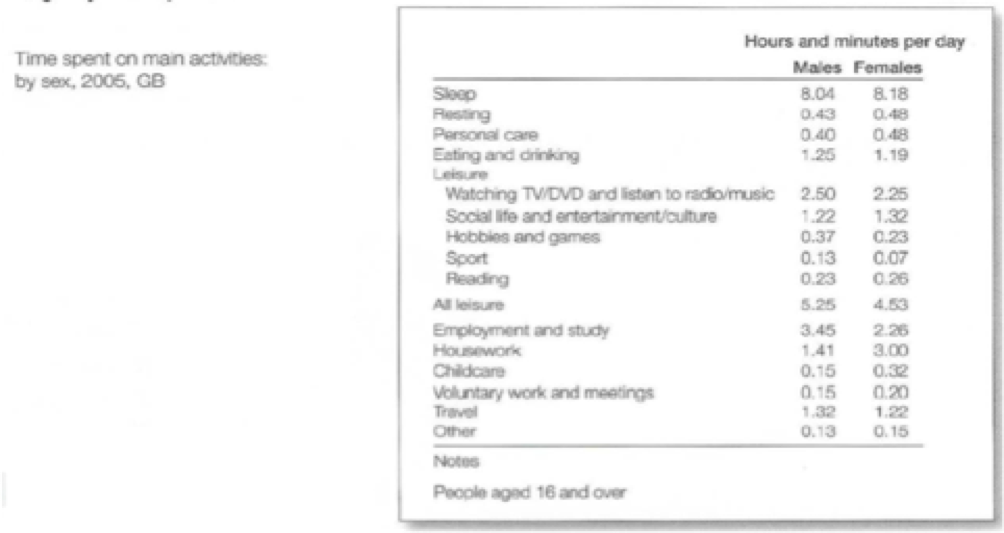 Time spent on main activities:
by sex, 2005, GB
Hours and minutes per day
Males Females
Sleep 8.04 8.18
Resting 0.43 0.48
Personal care 0.40 0.48
Eating and drinking 1.25 1.19
Leisure
Watching TV/DVD and listen to radio/music 2.50 2.25
Social life and entertainment/culture 1.22 1.32
Hobbies and games 0.37 0.23
Sport 0.13 0.07
Reading 0.23 0.26
All leisure 5.25 4.53
Employment and study 3.45 2.26
Housework 1.41 3.00
Childcare 0.15 0.32
Voluntary work and meetings 0.15 0.20
Travel 1.32 1.22
Other 0.13 0.15
Notes
People aged 16 and over